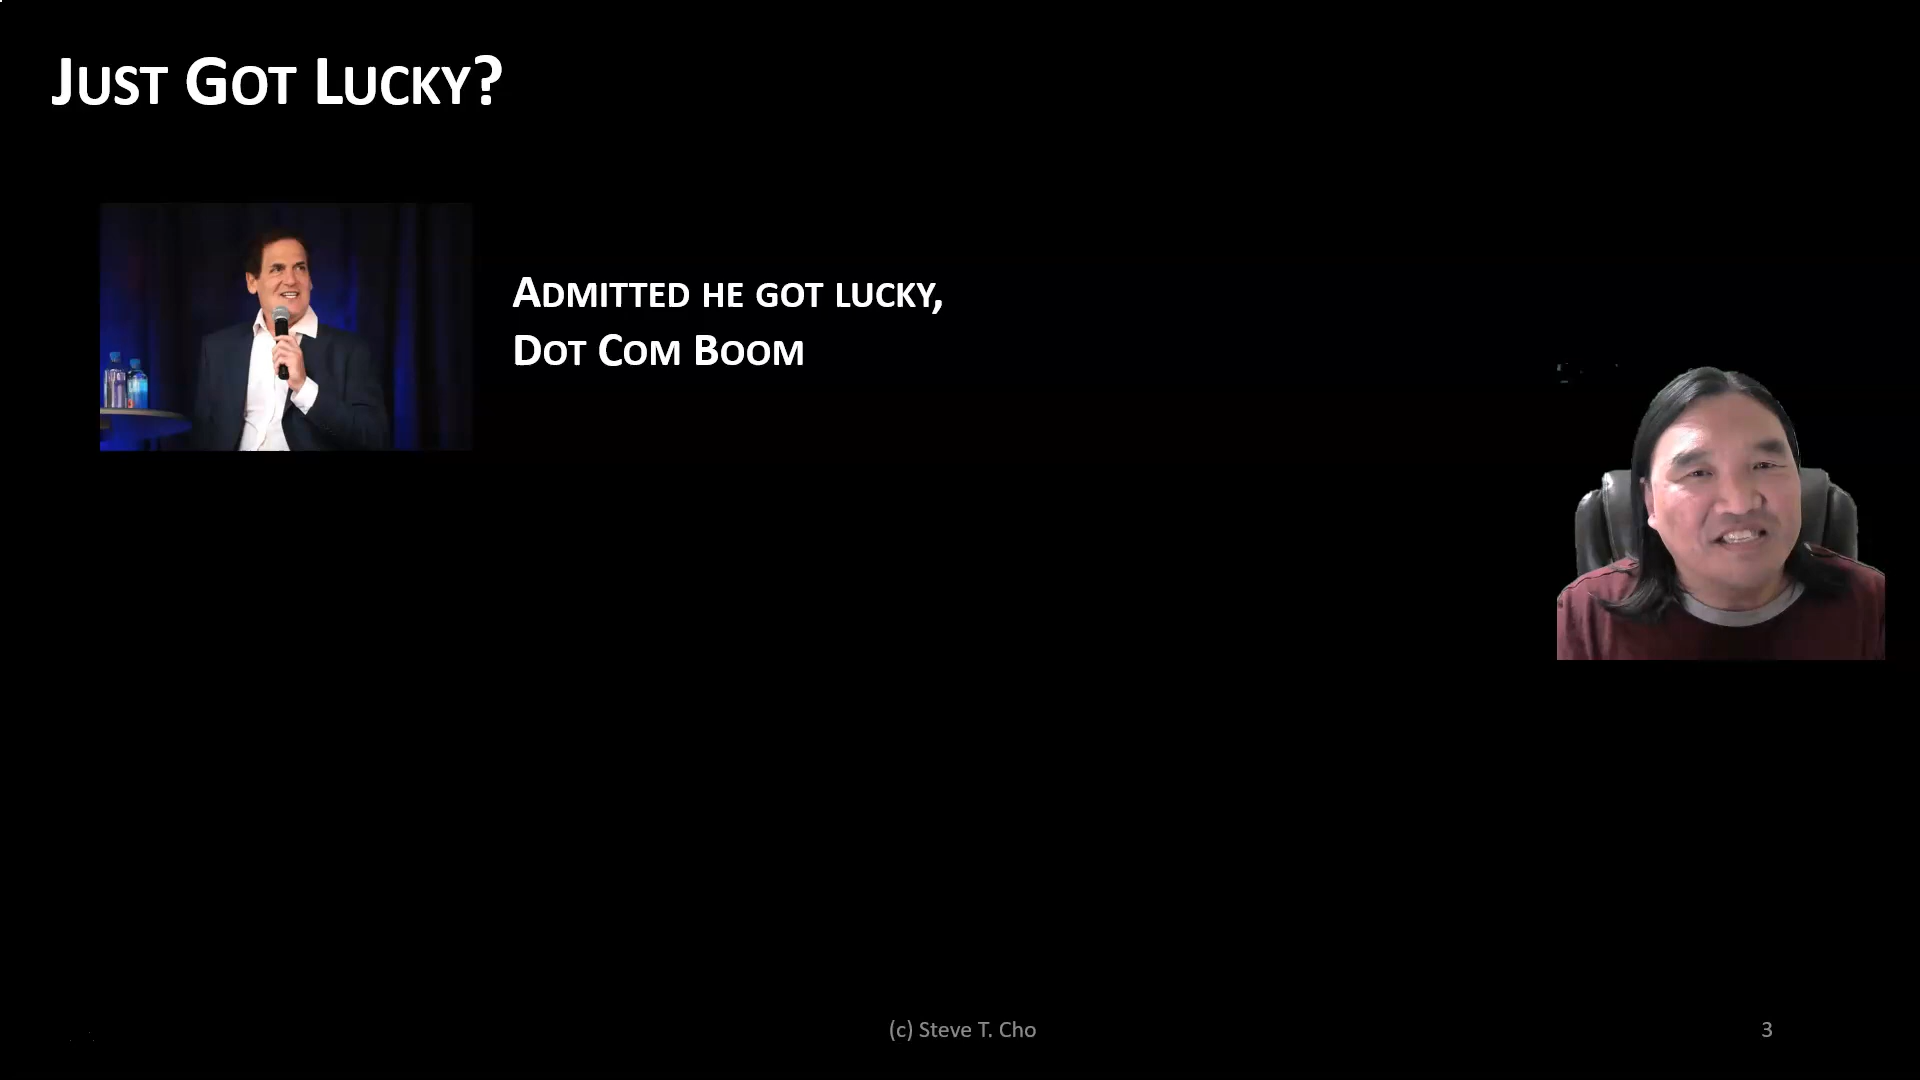 Just Got Lucky?
Admitted he got lucky,
Dot Com Boom
(c) Steve T. Cho
3